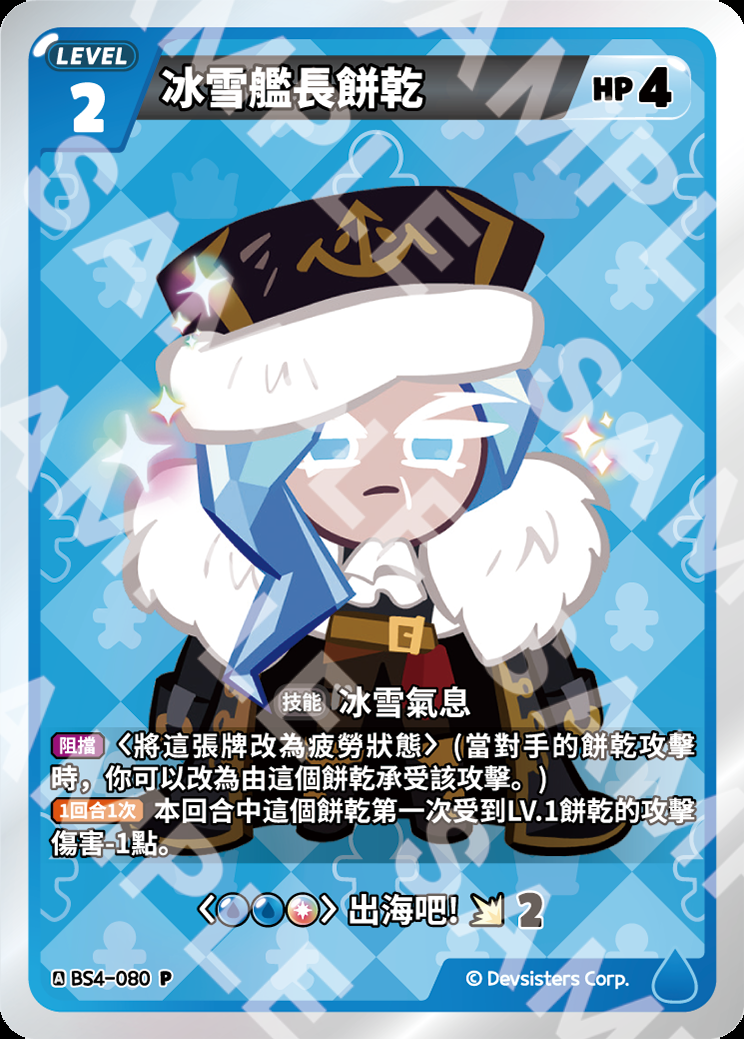 LEVEL
2
冰雪艦長餅乾
HP 4
SAMPLE SAMPLE SAMPLE
技能 冰雪氣息
阻擋 〈將這張牌改為疲勞狀態〉(當對手的餅乾攻擊
時，你可以改為由這個餅乾承受該攻擊。)
1回合1次 本回合中這個餅乾第一次受到LV.1餅乾的攻擊
傷害-1點。
〈〉 出海吧! 2
A BS4-080 P
© Devsisters Corp.